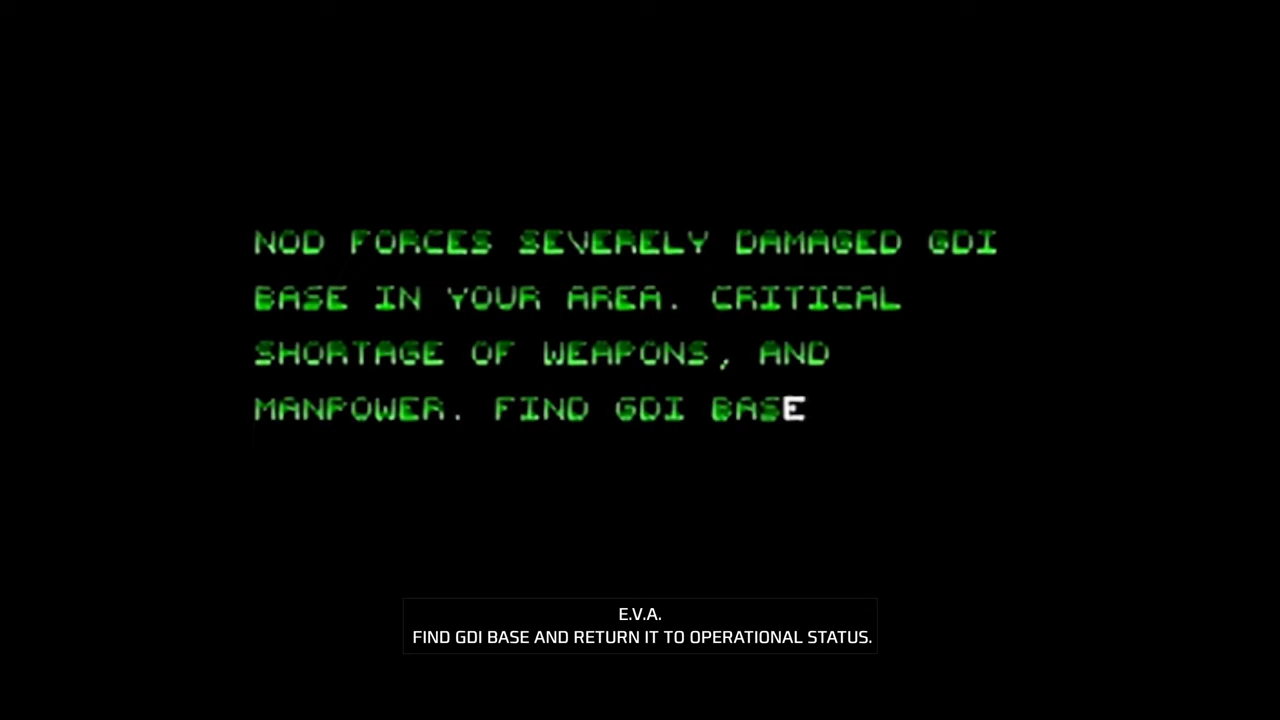 NOD FORCES SEVERELY DAMAGED GDI
BASE IN YOUR AREA. CRITICAL
SHORTAGE OF WEAPONS, AND
MANPOWER. FIND GDI BASE
E.V.A.
FIND GDI BASE AND RETURN IT TO OPERATIONAL STATUS.